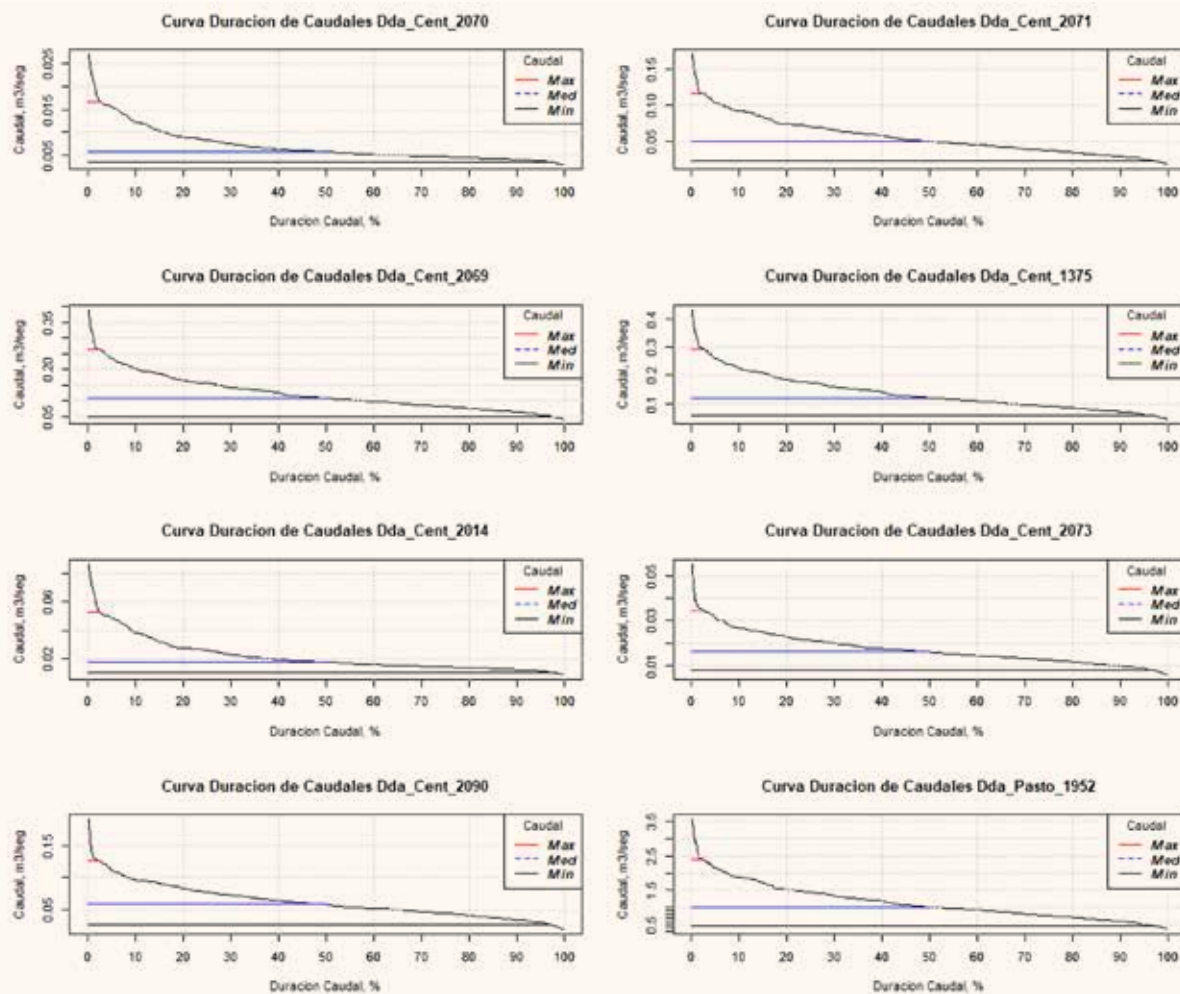 Curva Duracion de Caudales Dda_Cent_2070
Caudal, m3/seg
0.005 0.015 0.025
Caudal
Max
Med
Min
0 10 20 30 40 50 60 70 80 90 100
Duracion Caudal, %
Curva Duracion de Caudales Dda_Cent_2071
Caudal, m3/seg
0.05 0.10 0.15
Caudal
Max
Med
Min
0 10 20 30 40 50 60 70 80 90 100
Duracion Caudal, %
Curva Duracion de Caudales Dda_Cent_2069
Caudal, m3/seg
0.05 0.20 0.35
Caudal
Max
Med
Min
0 10 20 30 40 50 60 70 80 90 100
Duracion Caudal, %
Curva Duracion de Caudales Dda_Cent_1375
Caudal, m3/seg
0.1 0.2 0.3 0.4
Caudal
Max
Med
Min
0 10 20 30 40 50 60 70 80 90 100
Duracion Caudal, %
Curva Duracion de Caudales Dda_Cent_2014
Caudal, m3/seg
0.02 0.06
Caudal
Max
Med
Min
0 10 20 30 40 50 60 70 80 90 100
Duracion Caudal, %
Curva Duracion de Caudales Dda_Cent_2073
Caudal, m3/seg
0.01 0.03 0.05
Caudal
Max
Med
Min
0 10 20 30 40 50 60 70 80 90 100
Duracion Caudal, %
Curva Duracion de Caudales Dda_Cent_2090
Caudal, m3/seg
0.05 0.15
Caudal
Max
Med
Min
0 10 20 30 40 50 60 70 80 90 100
Duracion Caudal, %
Curva Duracion de Caudales Dda_Pasto_1952
Caudal, m3/seg
0.5 1.5 2.5 3.5
Caudal
Max
Med
Min
0 10 20 30 40 50 60 70 80 90 100
Duracion Caudal, %